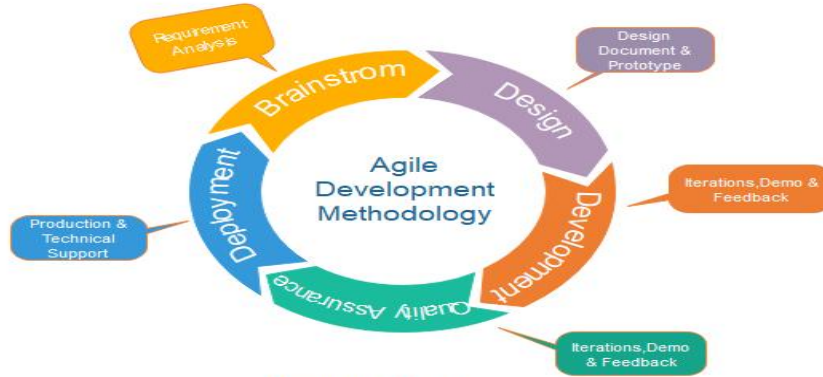 Requirement
Analysis
Brainstrom
Design
Design
Document &
Prototype
Development
Iterations,Demo &
Feedback
Quality Assurance
Iterations,Demo
& Feedback
Deployment
Production &
Technical
Support
Agile
Development
Methodology